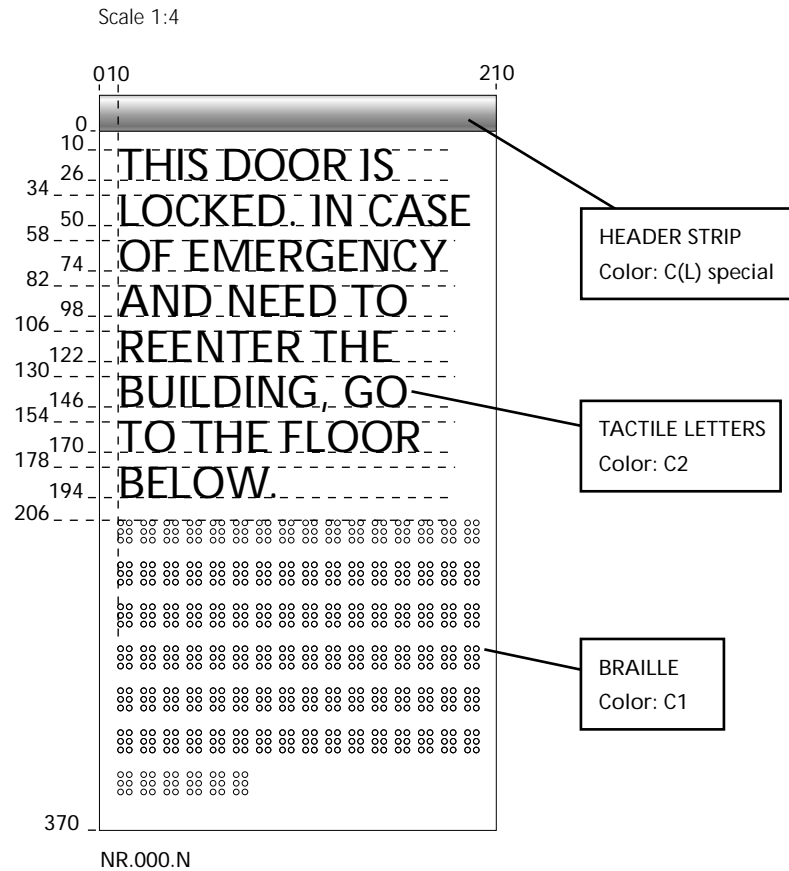 Scale 1:4
0 10 210
0
10
THIS DOOR IS
26
34
LOCKED. IN CASE
50
58
OF EMERGENCY
74
82
AND NEED TO
98
106
REENTER THE
122
130
BUILDING, GO
146
154
TO THE FLOOR
170
178
BELOW.
194
206
370
NR.000.N
HEADER STRIP
Color: C(L) special
TACTILE LETTERS
Color: C2
BRAILLE
Color: C1